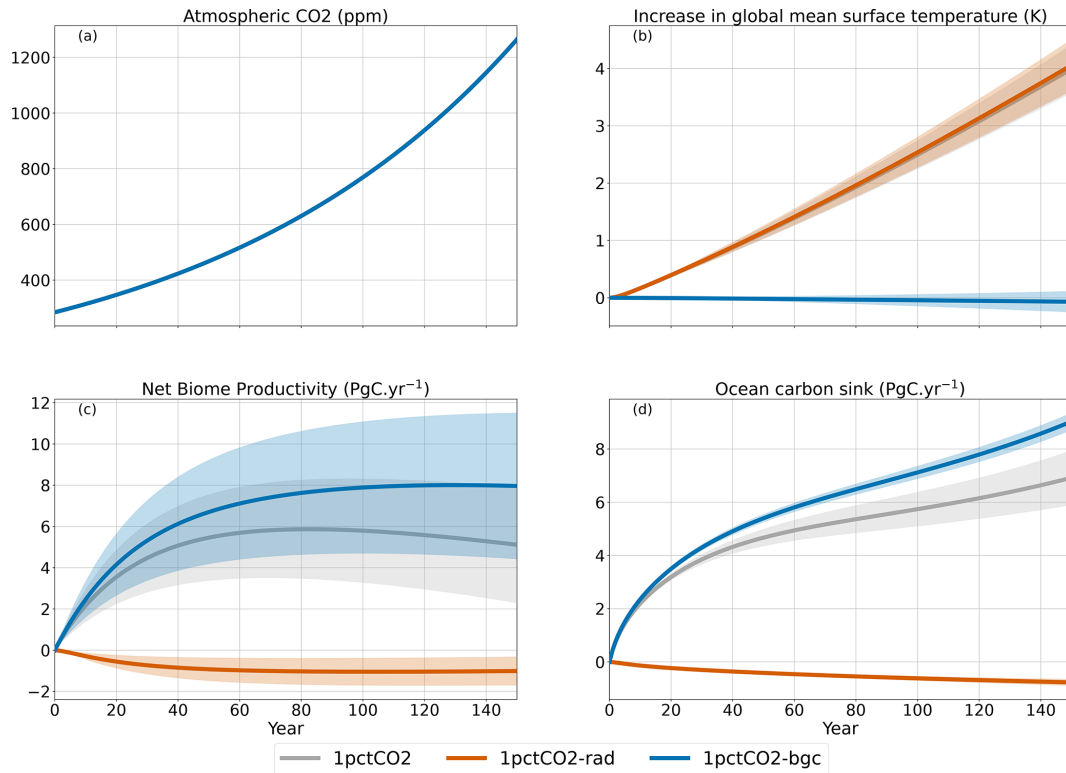 Atmospheric CO2 (ppm)
(a)
1200
1000
800
600
400
Increase in global mean surface temperature (K)
(b)
4
3
2
1
0
Net Biome Productivity (PgC.yr⁻¹)
(c)
12
10
8
6
4
2
0
−2
0 20 40 60 80 100 120 140
Year
Ocean carbon sink (PgC.yr⁻¹)
(d)
8
6
4
2
0
0 20 40 60 80 100 120 140
Year
1pctCO2 1pctCO2-rad 1pctCO2-bgc